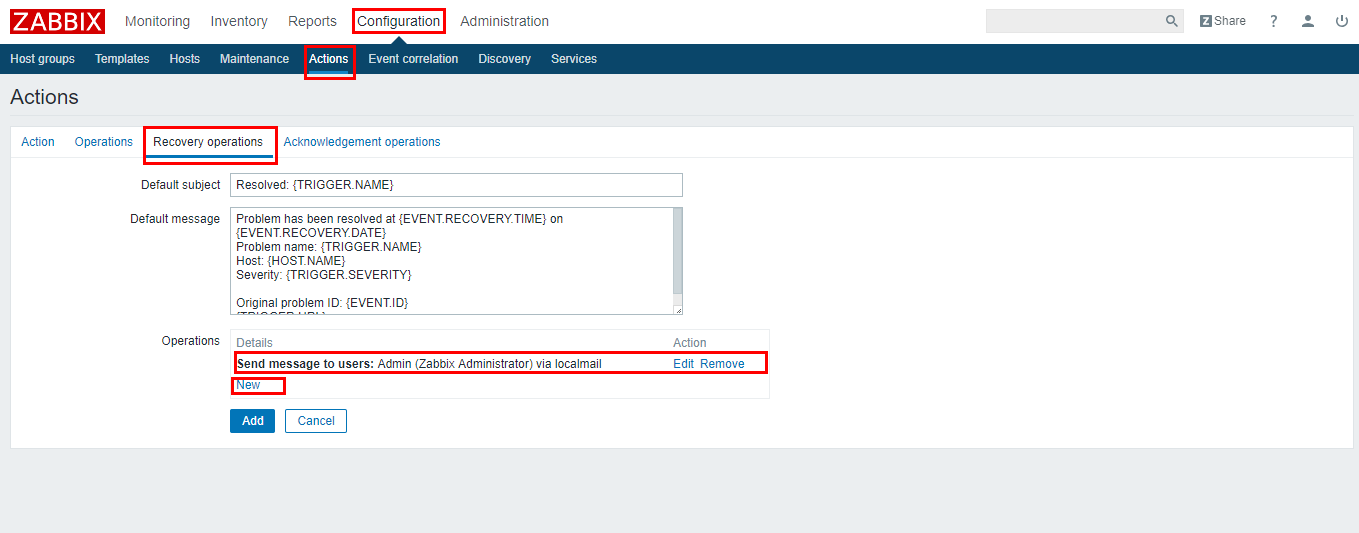 ZABBIX Monitoring Inventory Reports Configuration Administration Z Share ?
Host groups Templates Hosts Maintenance Actions Event correlation Discovery Services
Actions
Action Operations Recovery operations Acknowledgement operations
Default subject Resolved: {TRIGGER.NAME}
Default message Problem has been resolved at {EVENT.RECOVERY.TIME} on
{EVENT.RECOVERY.DATE}
Problem name: {TRIGGER.NAME}
Host: {HOST.NAME}
Severity: {TRIGGER.SEVERITY}
Original problem ID: {EVENT.ID}
{TRIGGER.URL}
Operations Details Action
Send message to users: Admin (Zabbix Administrator) via localmail Edit Remove
New
Add Cancel